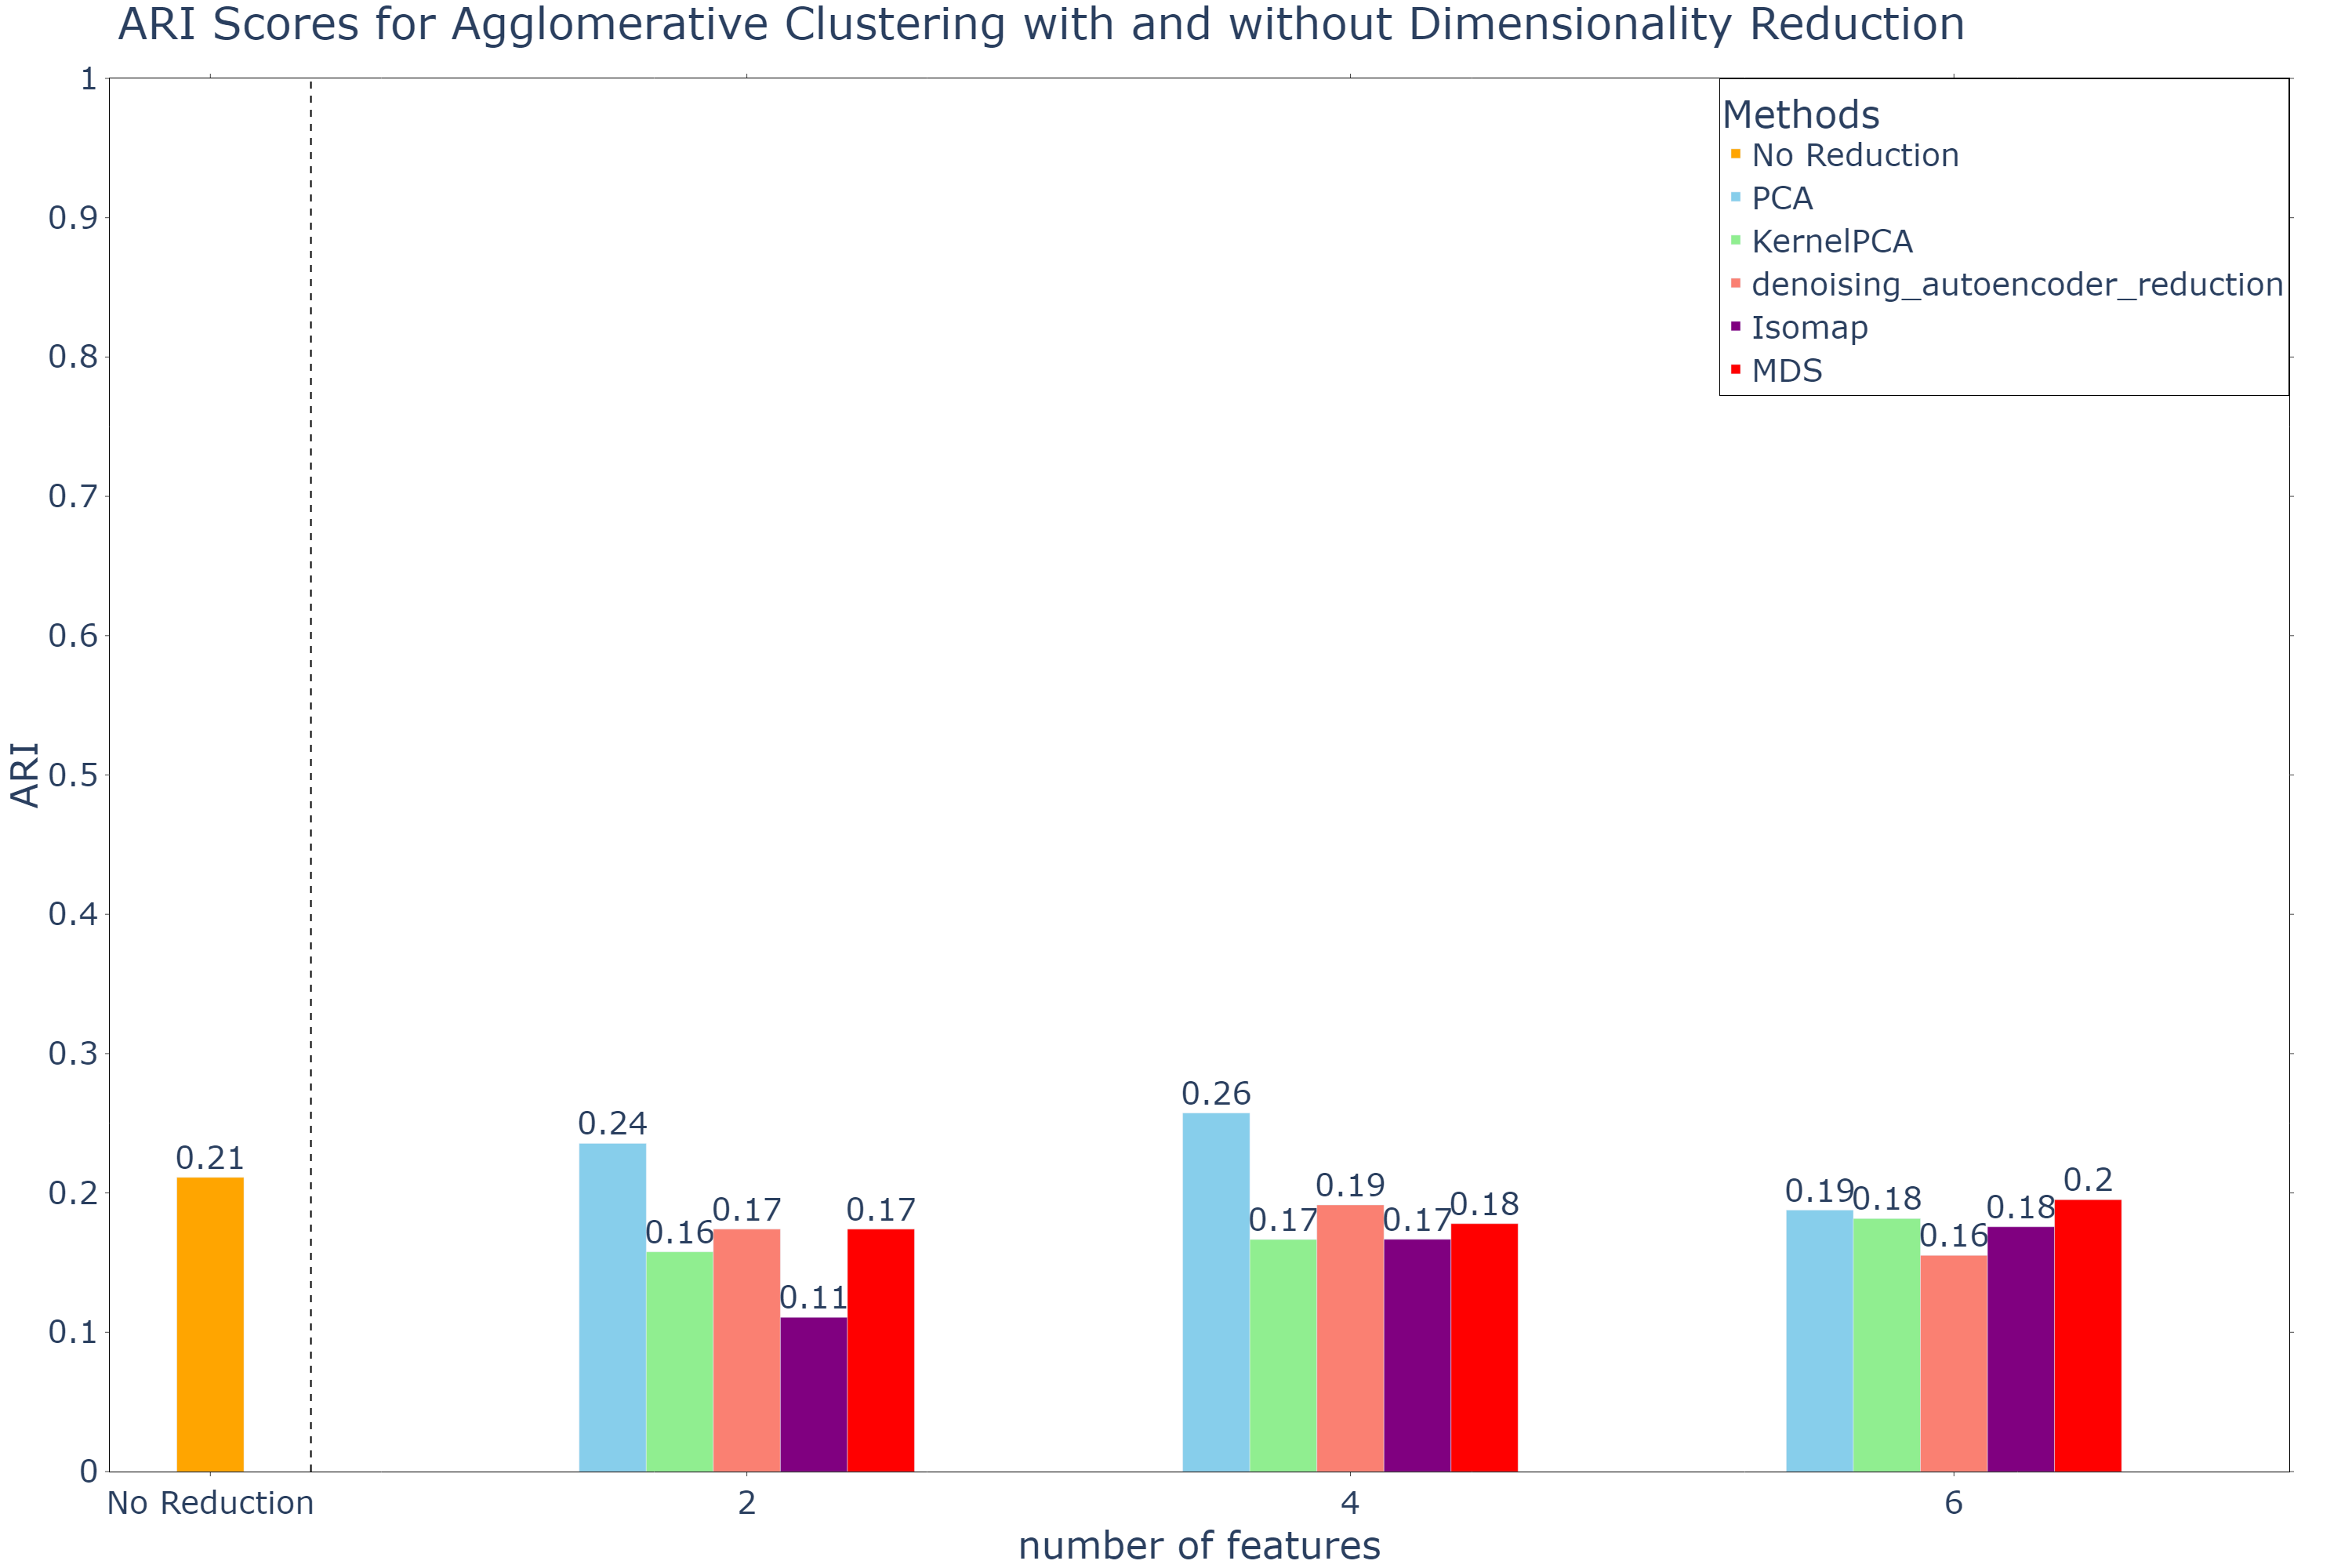 ARI Scores for Agglomerative Clustering with and without Dimensionality Reduction
Methods
No Reduction
PCA
KernelPCA
denoising_autoencoder_reduction
Isomap
MDS
ARI
1
0.9
0.8
0.7
0.6
0.5
0.4
0.3
0.2
0.1
0
0.21
0.24
0.16
0.17
0.11
0.17
0.26
0.17
0.19
0.17
0.18
0.19
0.18
0.16
0.18
0.2
No Reduction
2
4
6
number of features